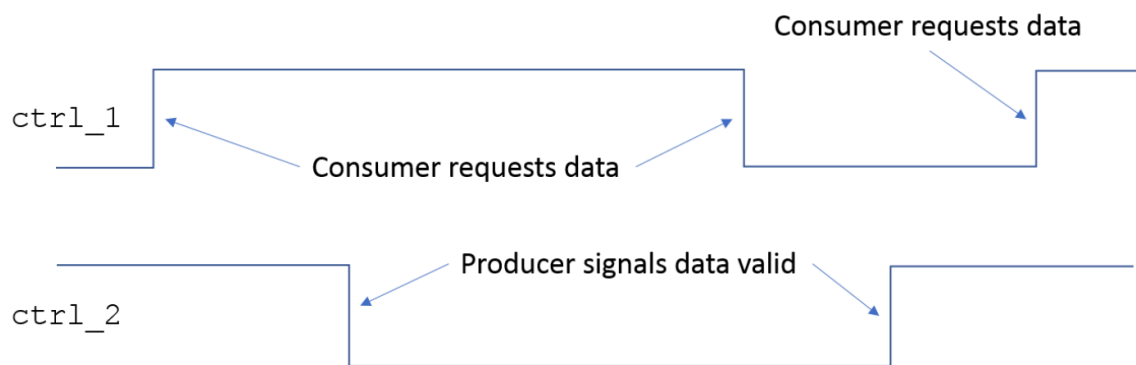 Consumer requests data
ctrl_1
Consumer requests data
Producer signals data valid
ctrl_2